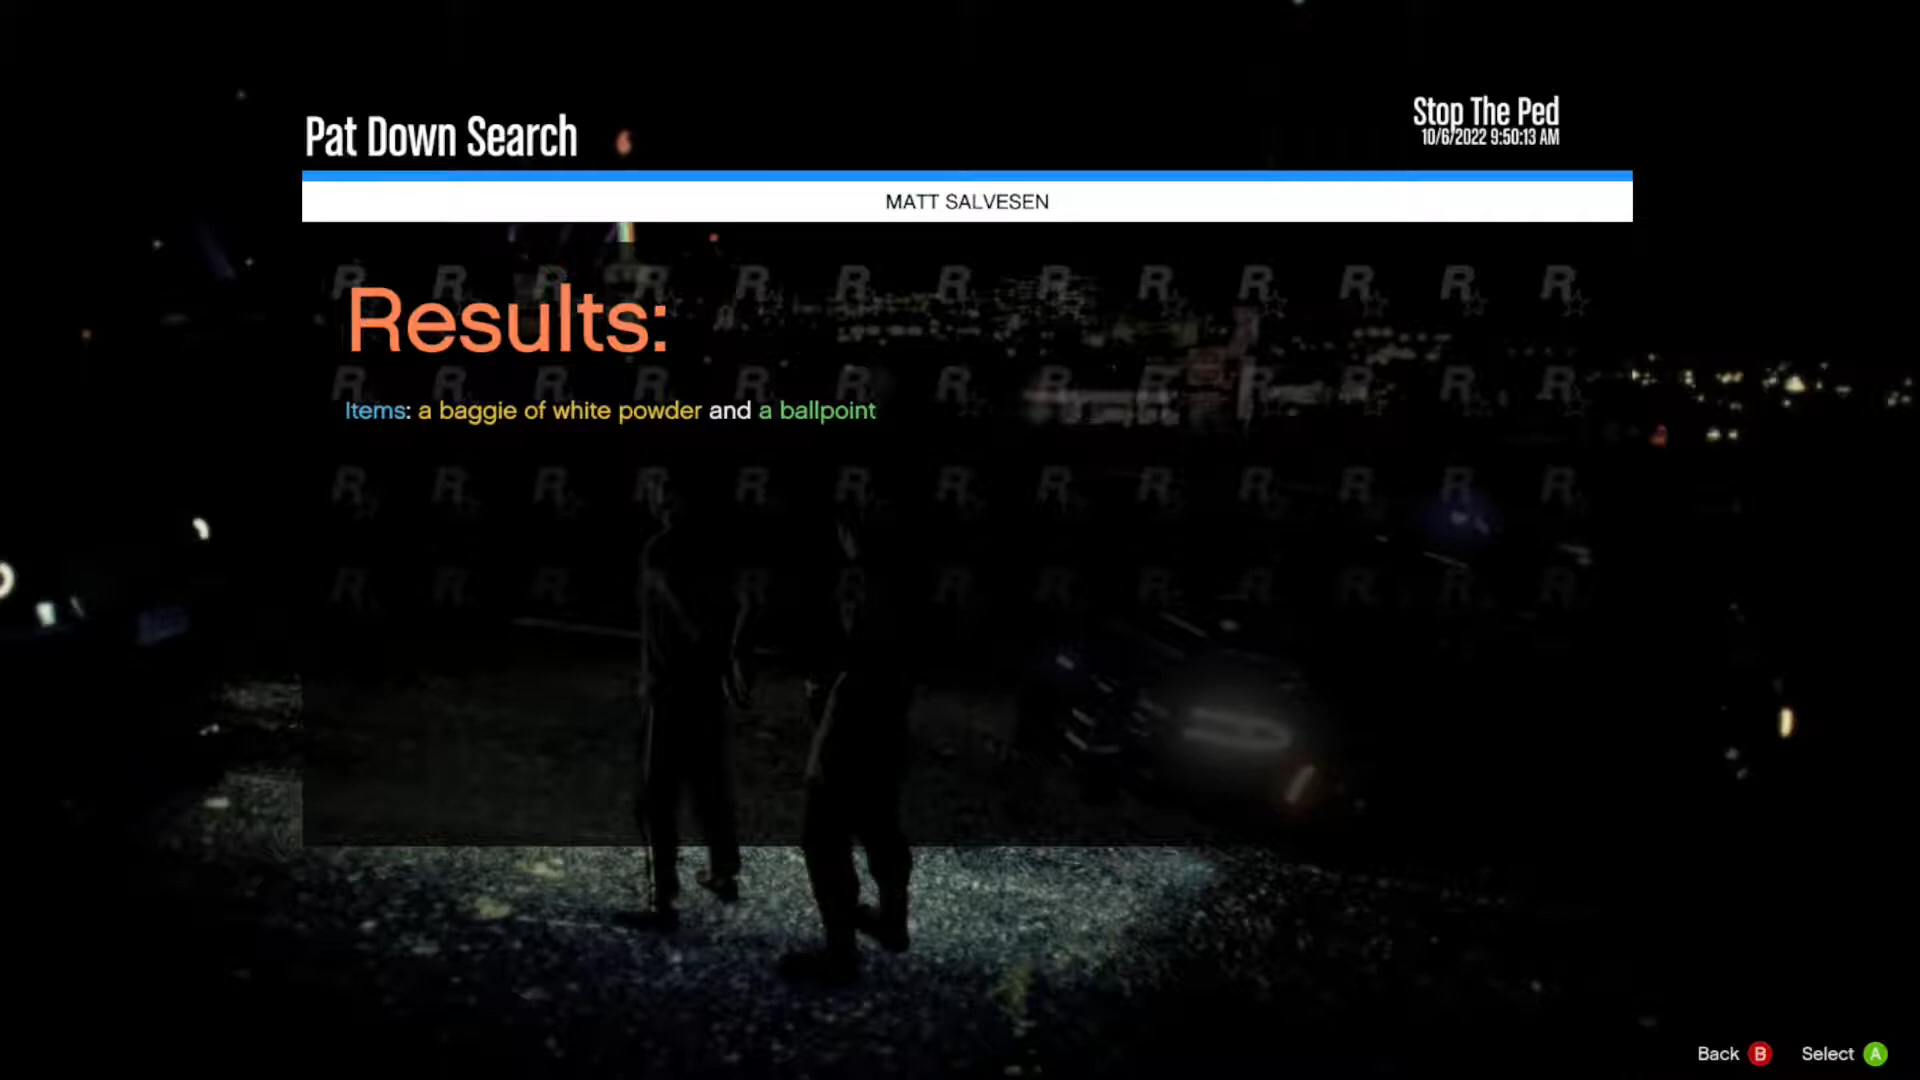 Pat Down Search
Stop The Ped
10/6/2022 9:50:13 AM
MATT SALVESEN
Results:
Items: a baggie of white powder and a ballpoint
Back B Select A